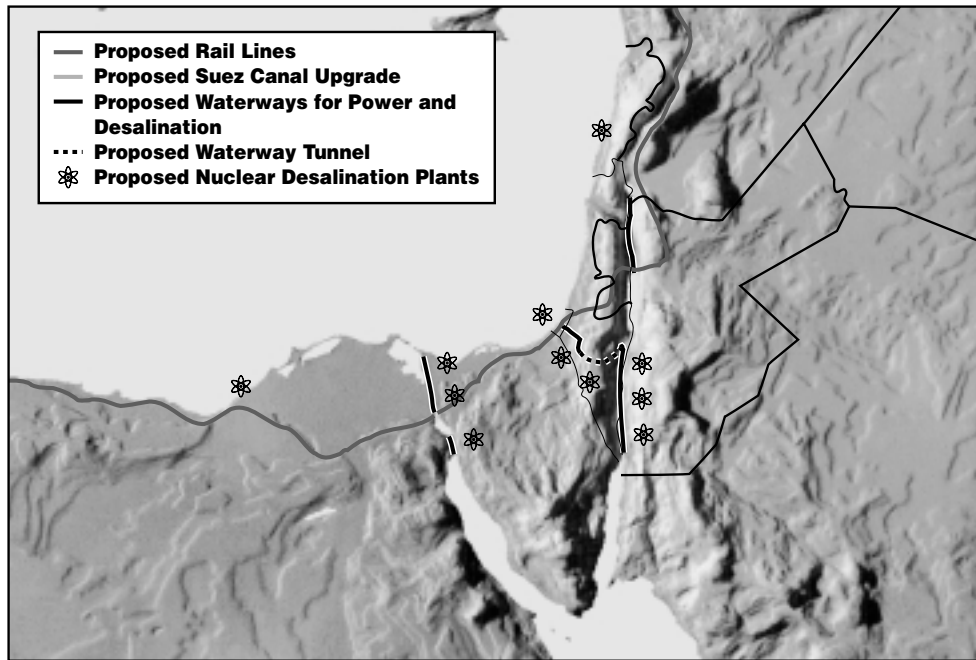 Proposed Rail Lines
Proposed Suez Canal Upgrade
Proposed Waterways for Power and
Desalination
Proposed Waterway Tunnel
Proposed Nuclear Desalination Plants